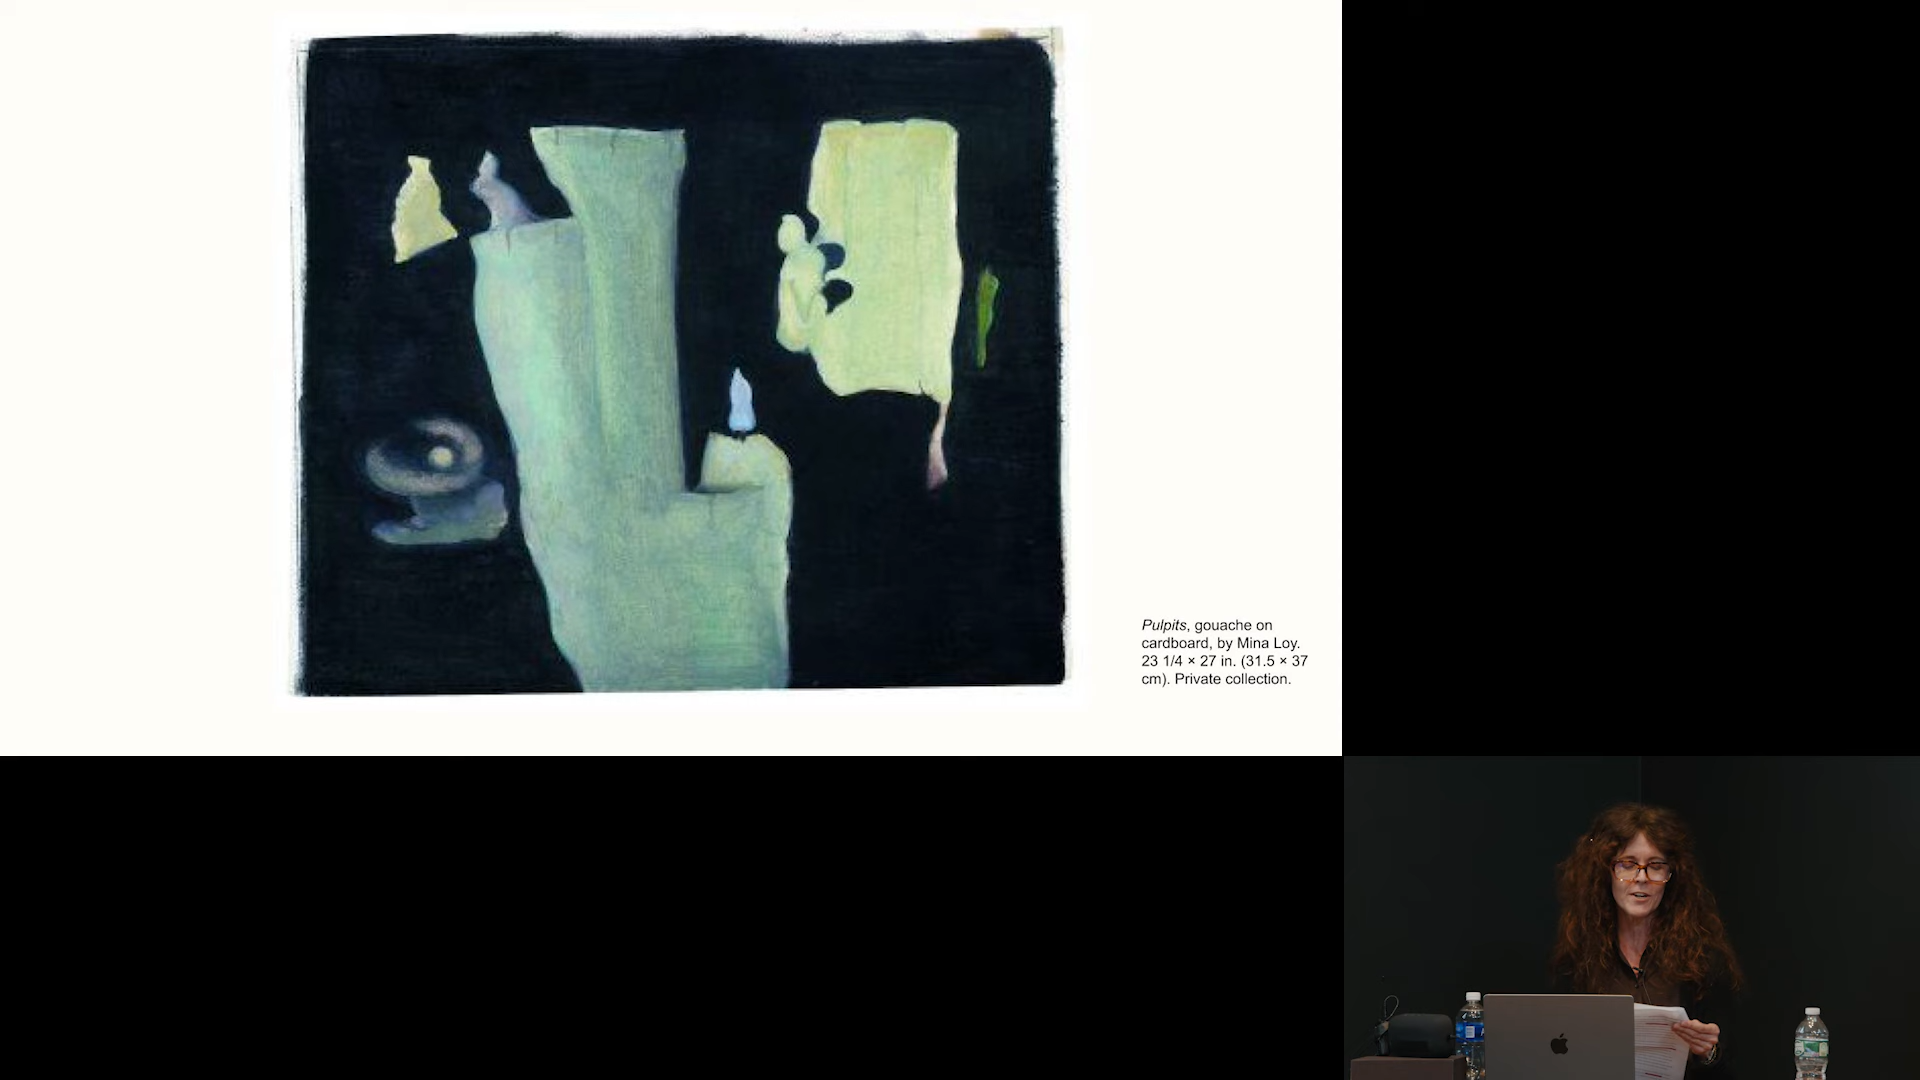 Pulpits, gouache on
cardboard, by Mina Loy.
23 1/4 × 27 in. (31.5 × 37
cm). Private collection.